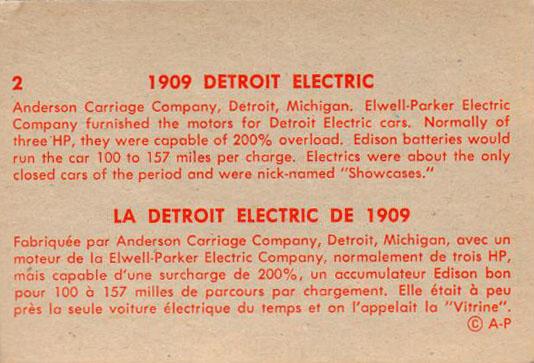 2
1909 DETROIT ELECTRIC
Anderson Carriage Company, Detroit, Michigan. Elwell-Parker Electric
Company furnished the motors for Detroit Electric cars. Normally of
three HP, they were capable of 200% overload. Edison batteries would
run the car 100 to 157 miles per charge. Electrics were about the only
closed cars of the period and were nick-named "Showcases."
LA DETROIT ELECTRIC DE 1909
Fabriquée par Anderson Carriage Company, Detroit, Michigan, avec un
moteur de la Elwell-Parker Electric Company, normalement de trois HP,
mais capable d'une surcharge de 200%, un accumulateur Edison bon
pour 100 à 157 milles de parcours par chargement. Elle était à peu
près la seule voiture électrique du temps et on l'appelait la "Vitrine".
© A-P